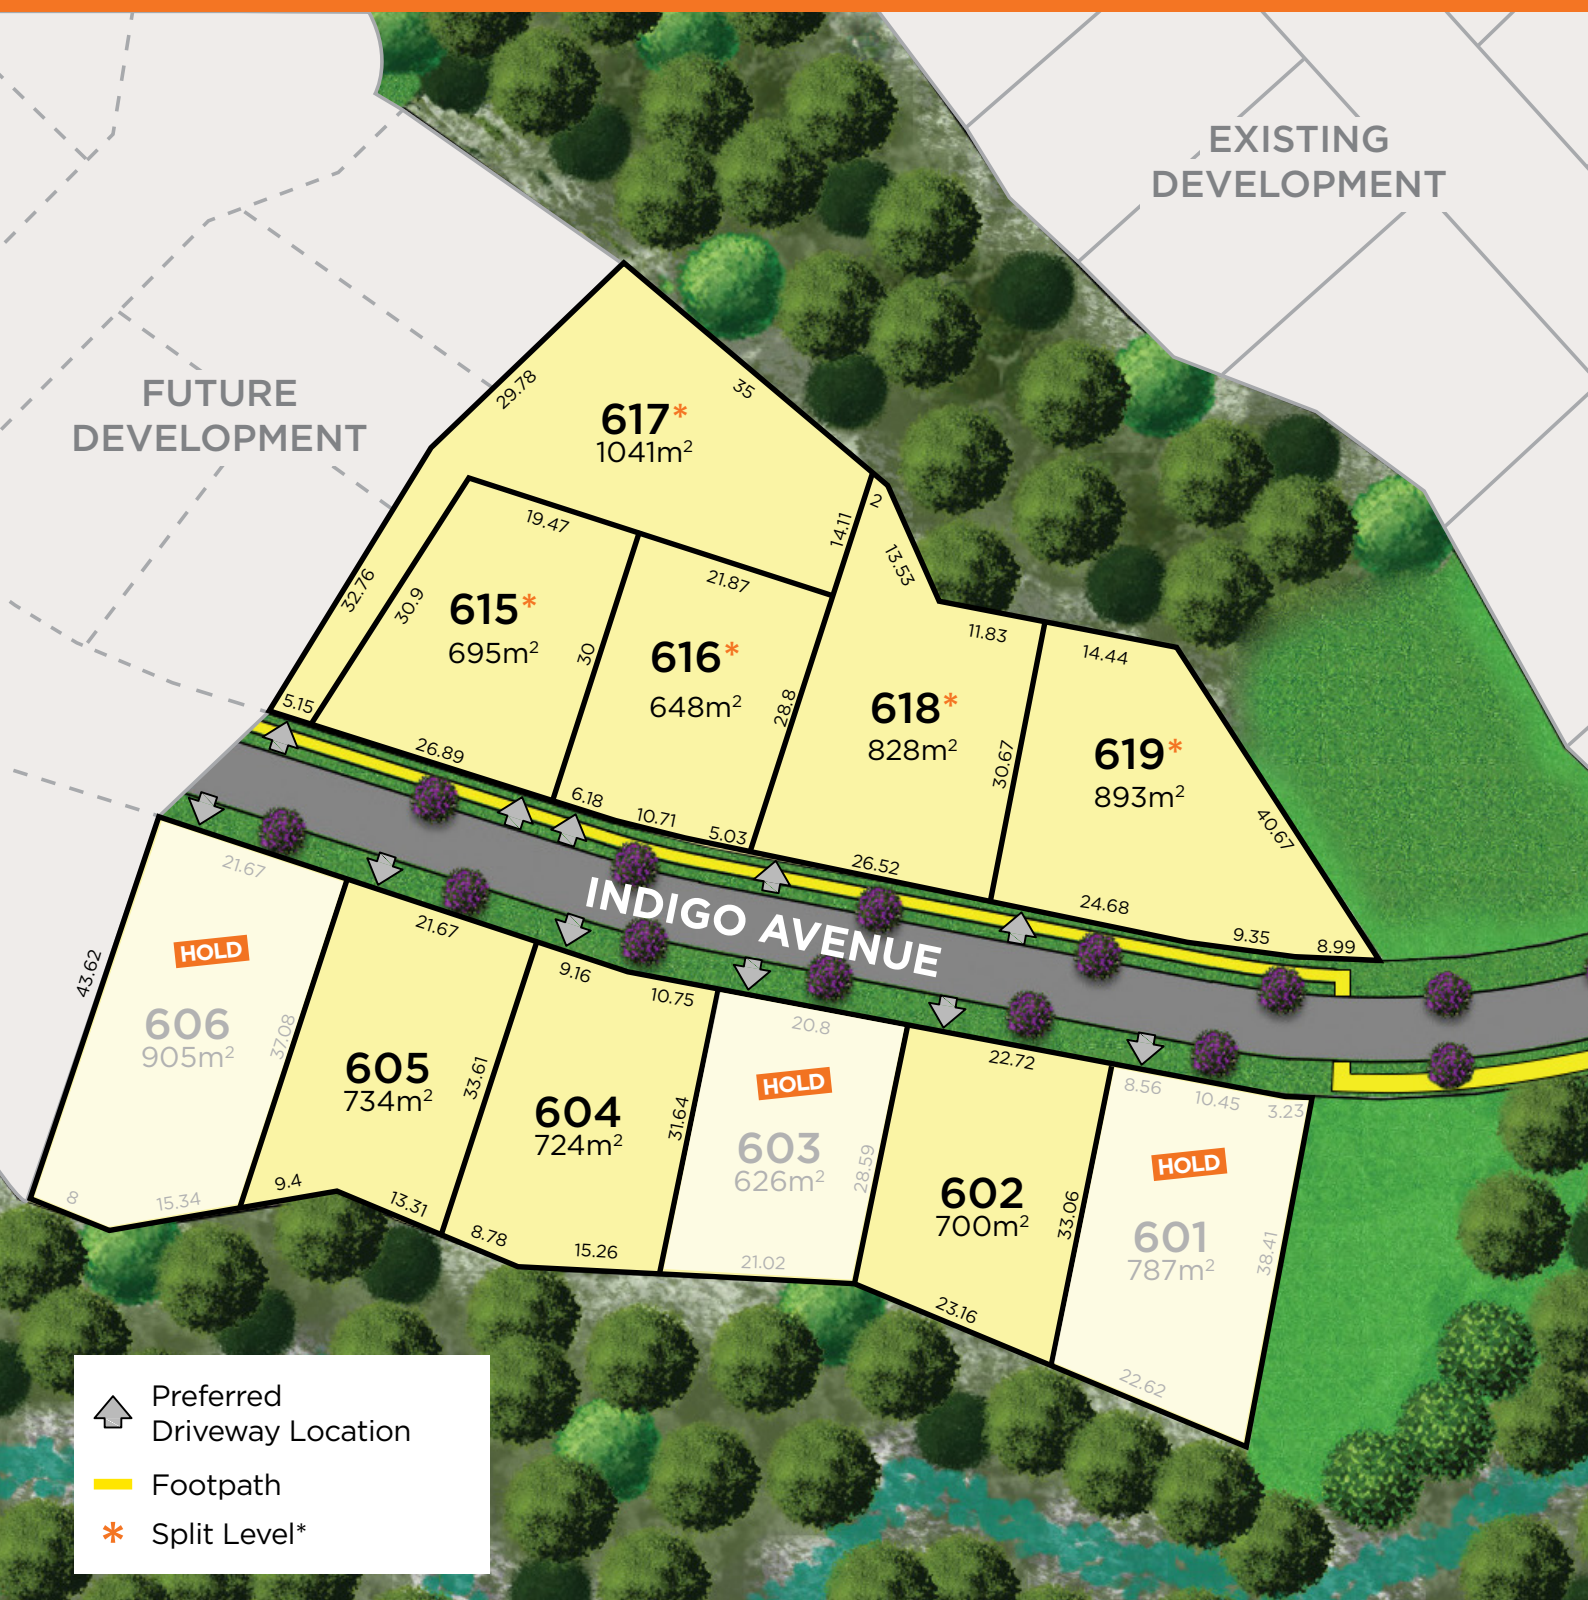 EXISTING
DEVELOPMENT
FUTURE
DEVELOPMENT
29.78
35
617*
1041m²
19.47
14.11
2
13.53
21.87
32.76
30.9
615*
695m²
30
616*
648m²
28.8
11.83
14.44
618*
828m²
30.67
619*
893m²
40.67
5.15
26.89
6.18
10.71
5.03
26.52
24.68
9.35
8.99
INDIGO AVENUE
21.67
HOLD
43.62
606
905m²
37.08
8
15.34
21.67
605
734m²
33.61
9.4
13.31
9.16
10.75
604
724m²
31.64
8.78
15.26
20.8
HOLD
603
626m²
28.59
21.02
22.72
602
700m²
33.06
23.16
8.56
10.45
3.23
HOLD
601
787m²
38.41
22.62
Preferred
Driveway Location
Footpath
* Split Level*